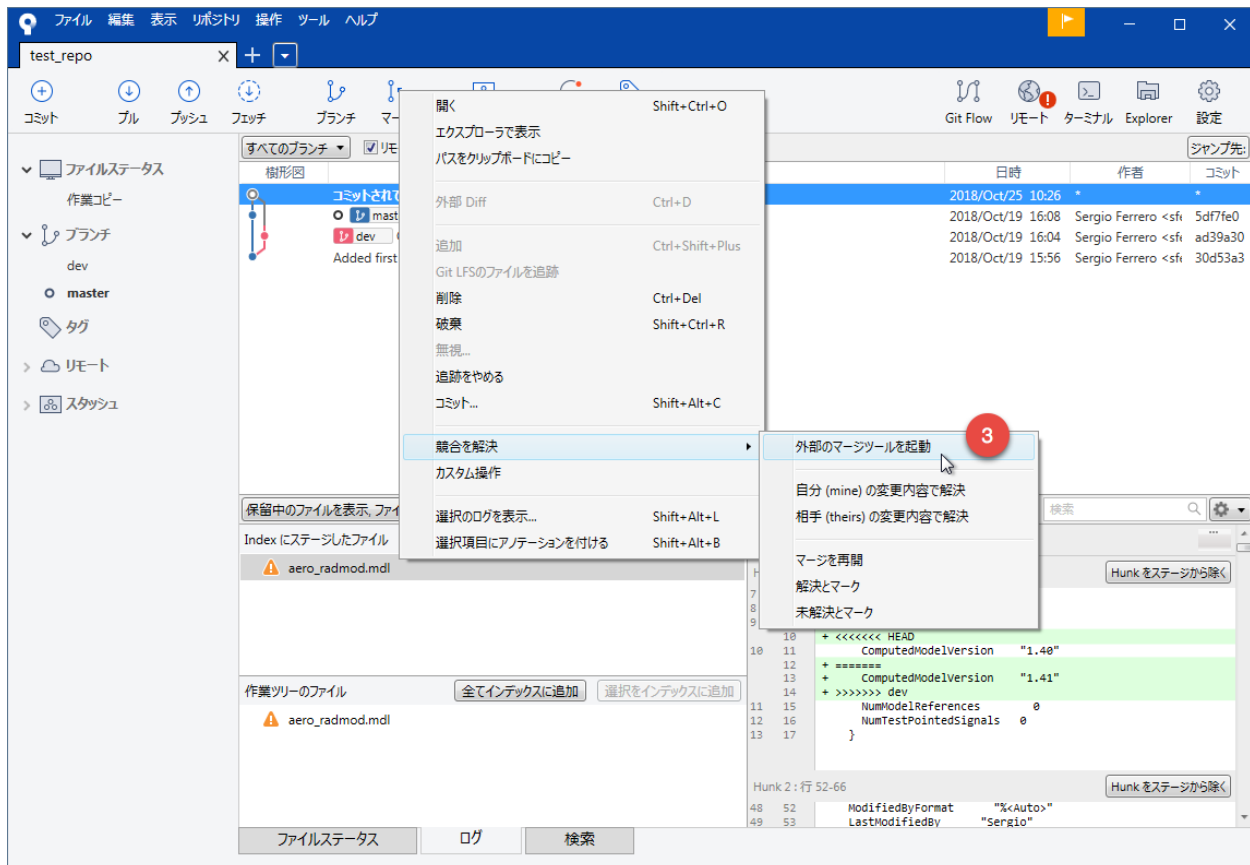 ファイル 編集 表示 リポジトリ 操作 ツール ヘルプ
test_repo
コミット プル プッシュ フェッチ ブランチ Git Flow リモート ターミナル Explorer 設定
すべてのブランチ
ジャンプ先:
樹形図 日時 作者 コミット
2018/Oct/25 10:26 * *
2018/Oct/19 16:08 Sergio Ferrero 5df7fe0
dev 2018/Oct/19 16:04 Sergio Ferrero ad39a30
Added first 2018/Oct/19 15:56 Sergio Ferrero 30d53a3
ファイルステータス
作業コピー
ブランチ
dev
master
タグ
リモート
スタッシュ
開く Shift+Ctrl+O
エクスプローラで表示
パスをクリップボードにコピー
外部 Diff Ctrl+D
追加 Ctrl+Shift+Plus
Git LFSのファイルを追跡
削除 Ctrl+Del
破棄 Shift+Ctrl+R
無視...
追跡をやめる
コミット... Shift+Alt+C
競合を解決
カスタム操作
選択のログを表示... Shift+Alt+L
選択項目にアノテーションを付ける Shift+Alt+B
外部のマージツールを起動
3
自分 (mine) の変更内容で解決
相手 (theirs) の変更内容で解決
マージを再開
解決とマーク
未解決とマーク
保留中のファイルを表示,
検索
Index にステージしたファイル
aero_radmod.mdl
作業ツリーのファイル 全てインデックスに追加 選択をインデックスに追加
aero_radmod.mdl
Hunk をステージから除く
7
8
9
10 + <<<<<<< HEAD
10 11 ComputedModelVersion "1.40"
12 + =======
13 + ComputedModelVersion "1.41"
14 + >>>>>>> dev
11 15 NumModelReferences 0
12 16 NumTestPointedSignals 0
13 17 }
Hunk 2 : 行 52-66 Hunk をステージから除く
48 52 ModifiedByFormat "%<Auto>"
49 53 LastModifiedBy "Sergio"
ファイルステータス ログ 検索